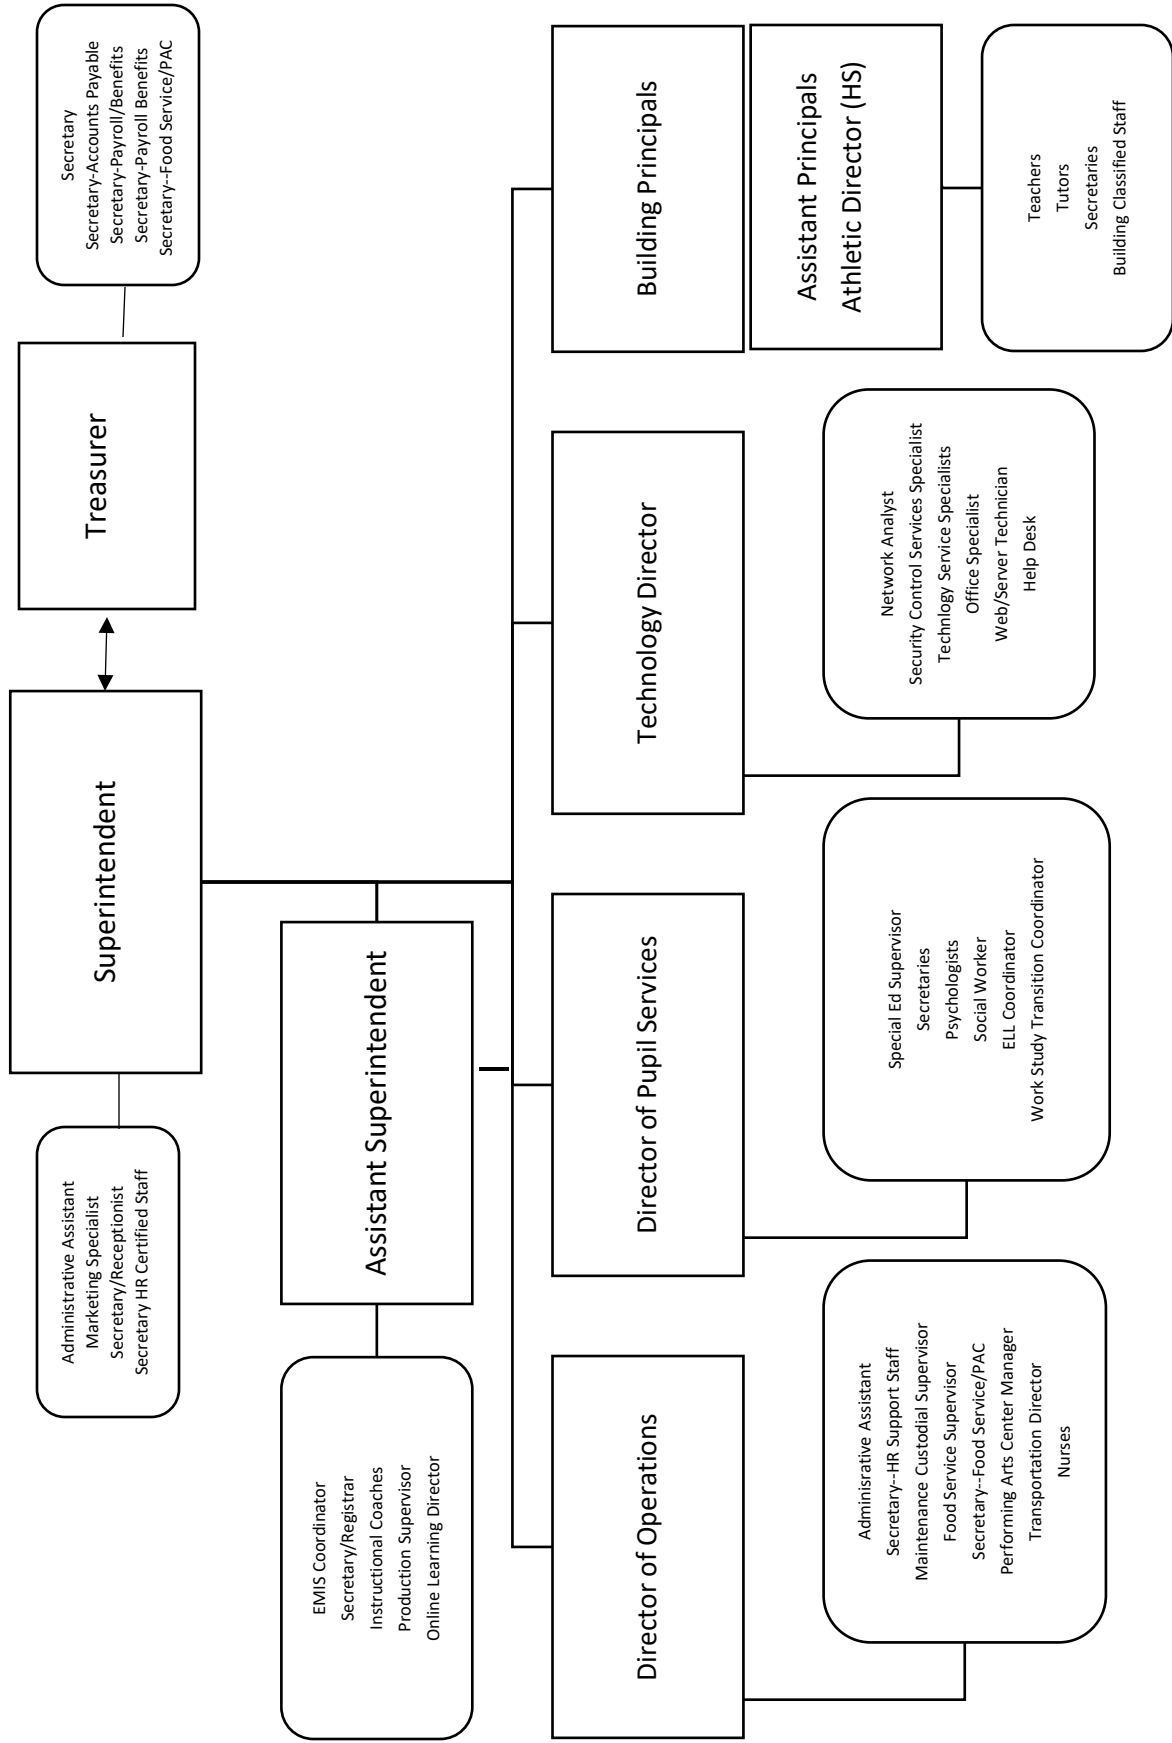 Administrative Assistant
Marketing Specialist
Secretary/Receptionist
Secretary HR Certified Staff
Superintendent
Treasurer
Secretary
Secretary-Accounts Payable
Secretary-Payroll/Benefits
Secretary-Payroll Benefits
Secretary--Food Service/PAC
EMIS Coordinator
Secretary/Registrar
Instructional Coaches
Production Supervisor
Online Learning Director
Assistant Superintendent
Director of Operations
Director of Pupil Services
Technology Director
Building Principals
Assistant Principals
Athletic Director (HS)
Adminisrative Assistant
Secretary--HR Support Staff
Maintenance Custodial Supervisor
Food Service Supervisor
Secretary--Food Service/PAC
Performing Arts Center Manager
Transportation Director
Nurses
Special Ed Supervisor
Secretaries
Psychologists
Social Worker
ELL Coordinator
Work Study Transition Coordinator
Network Analyst
Security Control Services Specialist
Technlogy Service Specialists
Office Specialist
Web/Server Technician
Help Desk
Teachers
Tutors
Secretaries
Building Classified Staff